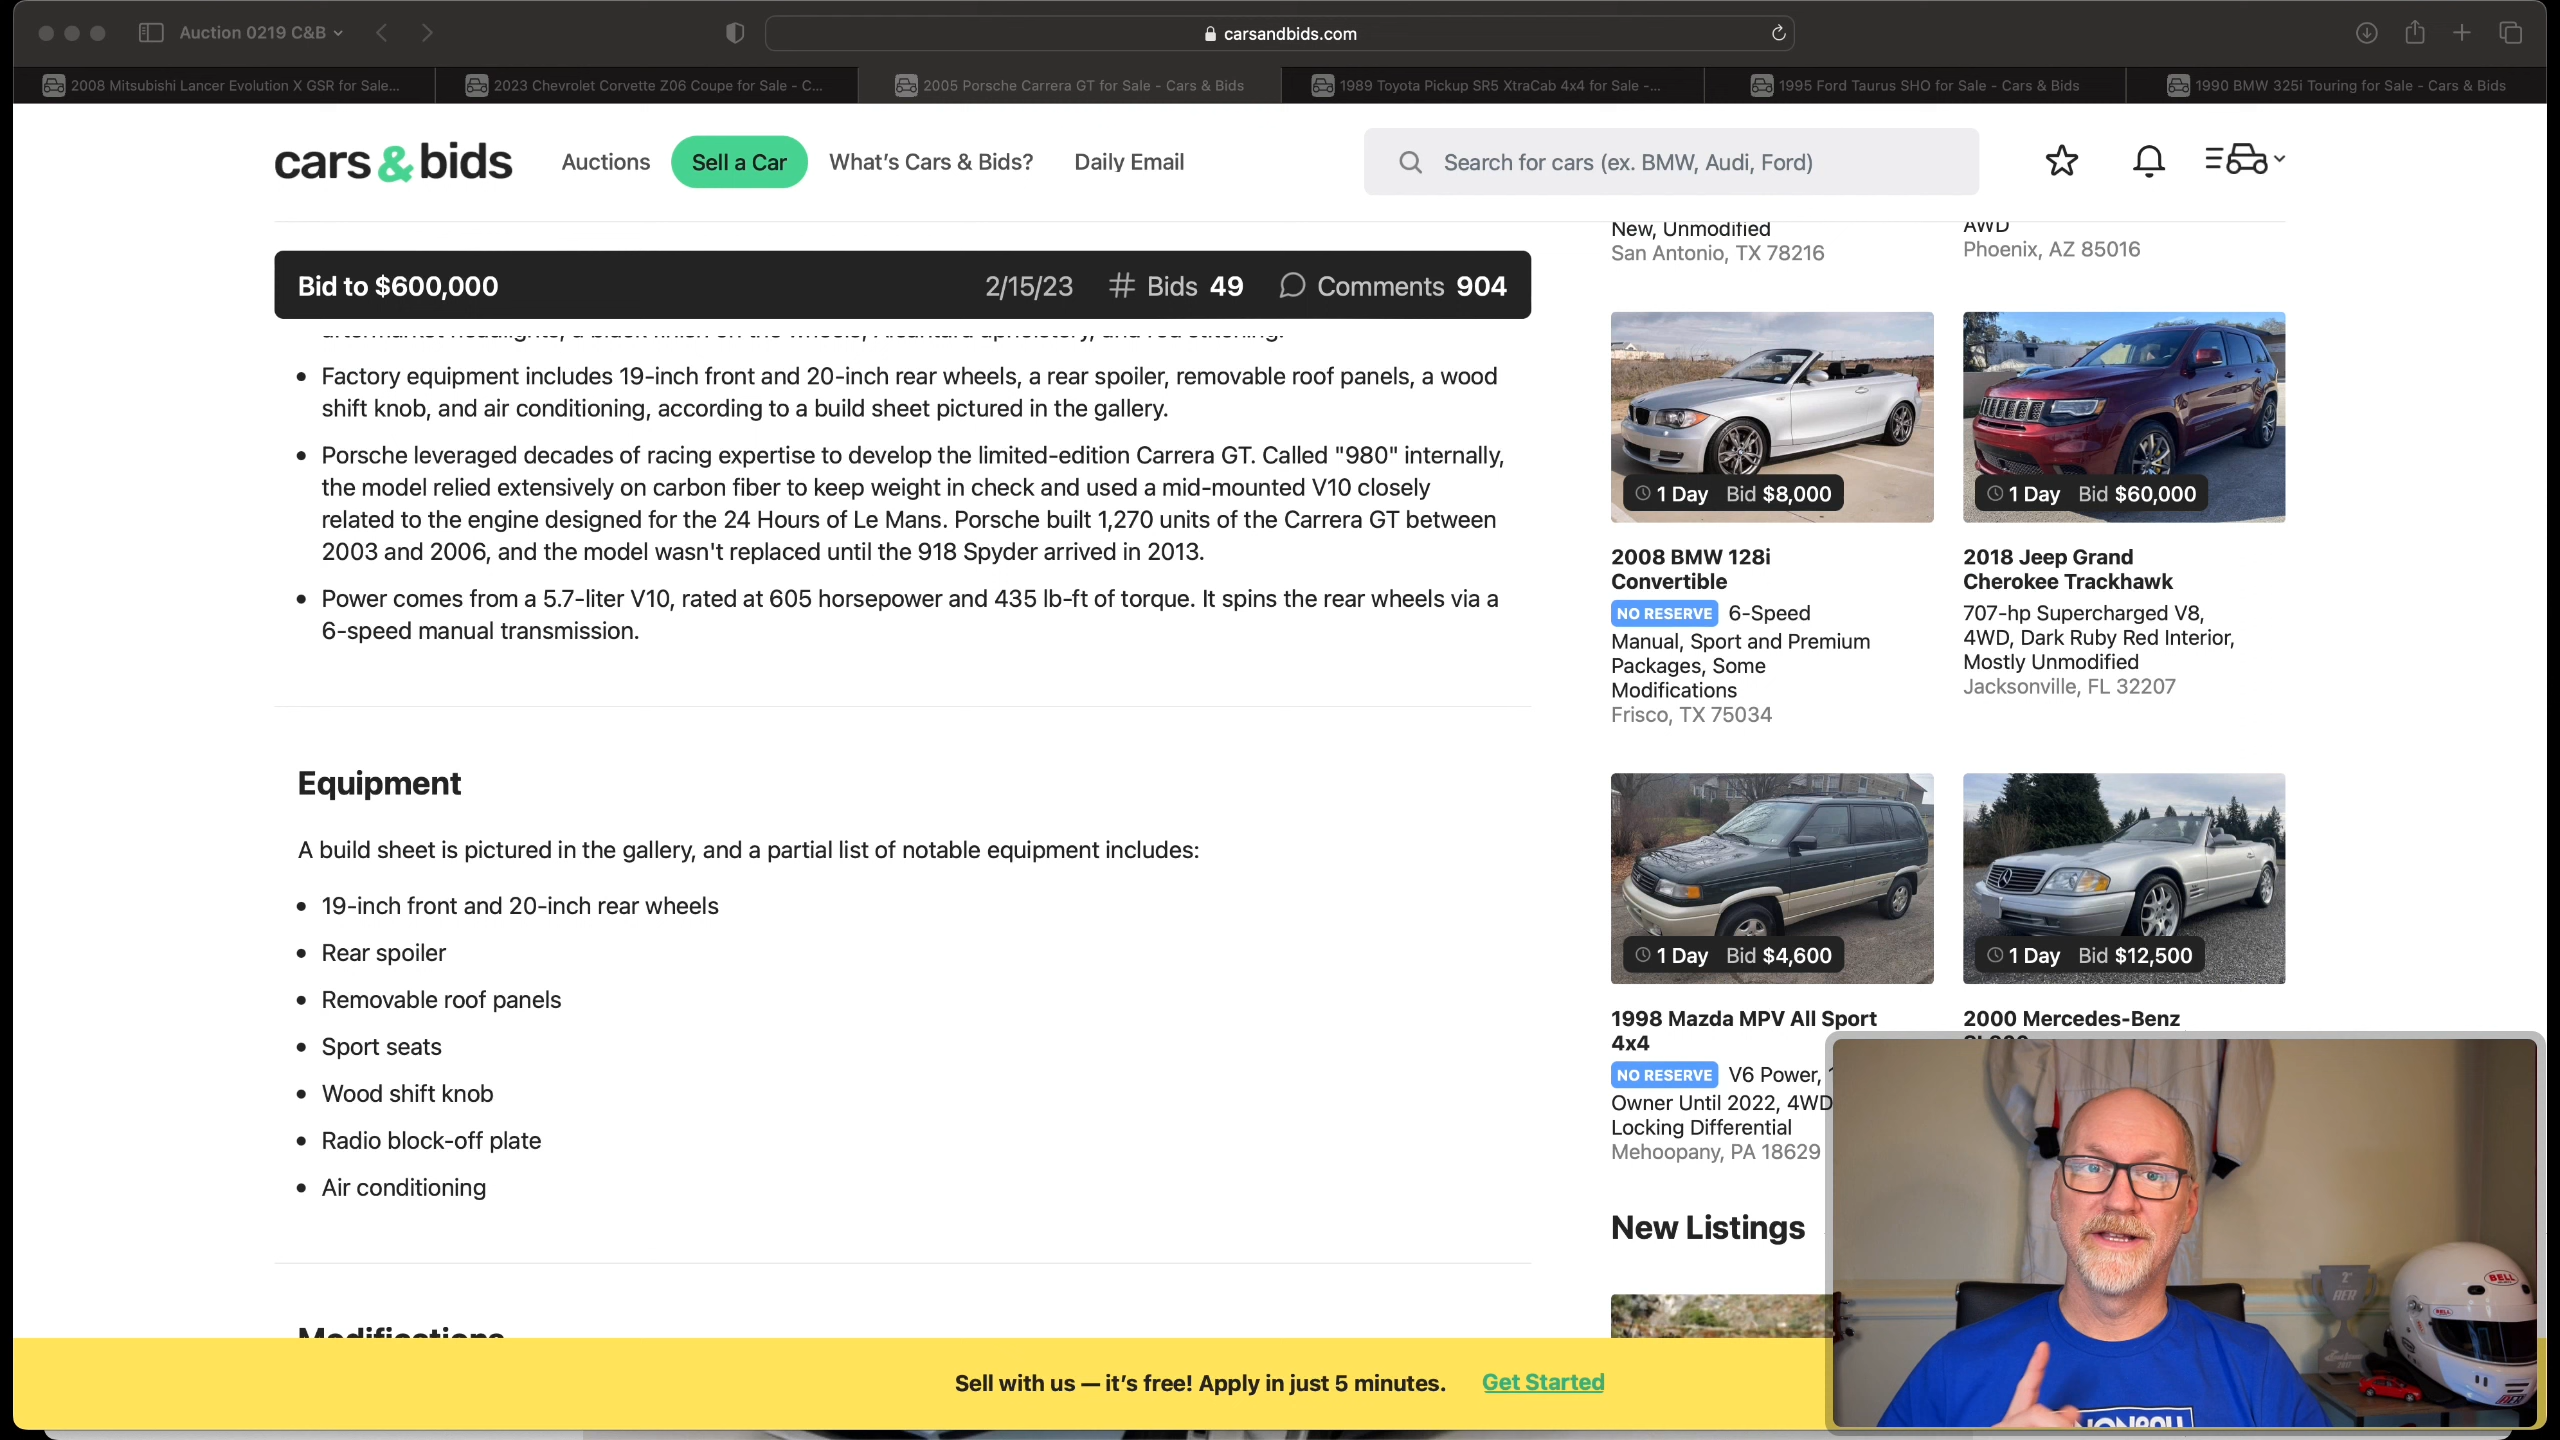 Auction 0219 C&B
carsandbids.com
2008 Mitsubishi Lancer Evolution X GSR for Sale...
2023 Chevrolet Corvette Z06 Coupe for Sale - C...
2005 Porsche Carrera GT for Sale - Cars & Bids
1989 Toyota Pickup SR5 XtraCab 4x4 for Sale -...
1995 Ford Taurus SHO for Sale - Cars & Bids
1990 BMW 325i Touring for Sale - Cars & Bids
cars & bids
Auctions
Sell a Car
What's Cars & Bids?
Daily Email
Search for cars (ex. BMW, Audi, Ford)
Bid to $600,000
2/15/23
# Bids 49
Comments 904
aftermarket headlights, a black finish on the wheels, Alcantara upholstery, and red stitching.
• Factory equipment includes 19-inch front and 20-inch rear wheels, a rear spoiler, removable roof panels, a wood
shift knob, and air conditioning, according to a build sheet pictured in the gallery.
• Porsche leveraged decades of racing expertise to develop the limited-edition Carrera GT. Called "980" internally,
the model relied extensively on carbon fiber to keep weight in check and used a mid-mounted V10 closely
related to the engine designed for the 24 Hours of Le Mans. Porsche built 1,270 units of the Carrera GT between
2003 and 2006, and the model wasn't replaced until the 918 Spyder arrived in 2013.
• Power comes from a 5.7-liter V10, rated at 605 horsepower and 435 lb-ft of torque. It spins the rear wheels via a
6-speed manual transmission.
Equipment
A build sheet is pictured in the gallery, and a partial list of notable equipment includes:
• 19-inch front and 20-inch rear wheels
• Rear spoiler
• Removable roof panels
• Sport seats
• Wood shift knob
• Radio block-off plate
• Air conditioning
Modifications
New, Unmodified
San Antonio, TX 78216
AWD
Phoenix, AZ 85016
1 Day Bid $8,000
2008 BMW 128i
Convertible
NO RESERVE 6-Speed
Manual, Sport and Premium
Packages, Some
Modifications
Frisco, TX 75034
1 Day Bid $60,000
2018 Jeep Grand
Cherokee Trackhawk
707-hp Supercharged V8,
4WD, Dark Ruby Red Interior,
Mostly Unmodified
Jacksonville, FL 32207
1 Day Bid $4,600
1998 Mazda MPV All Sport
4x4
NO RESERVE V6 Power,
Owner Until 2022, 4WD
Locking Differential
Mehoopany, PA 18629
1 Day Bid $12,500
2000 Mercedes-Benz
New Listings
Sell with us — it's free! Apply in just 5 minutes.
Get Started
2nd
AER
BELL
BELL
AER